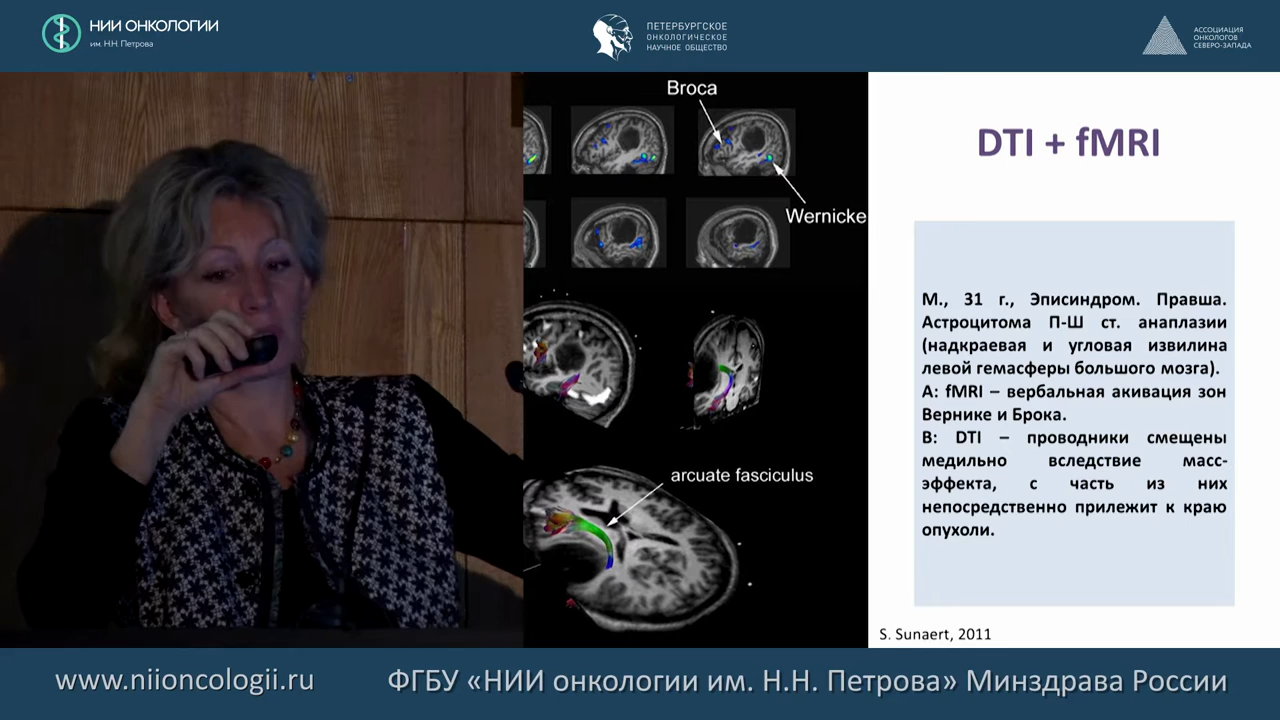 НИИ ОНКОЛОГИИ
им. Н.Н. Петрова
ПЕТЕРБУРГСКОЕ
ОНКОЛОГИЧЕСКОЕ
НАУЧНОЕ ОБЩЕСТВО
АССОЦИАЦИЯ
ОНКОЛОГОВ
СЕВЕРО-ЗАПАДА
Broca
Wernicke
arcuate fasciculus
DTI + fMRI
М., 31 г., Эписиндром. Правша.
Астроцитома П-Ш ст. анаплазии
(надкраевая и угловая извилина
левой гемасферы большого мозга).
A: fMRI – вербальная акивация зон
Вернике и Брока.
B: DTI – проводники смещены
медильно вследствие масс-
эффекта, с часть из них
непосредственно прилежит к краю
опухоли.
S. Sunaert, 2011
www.niioncologii.ru
ФГБУ «НИИ онкологии им. Н.Н. Петрова» Минздрава России